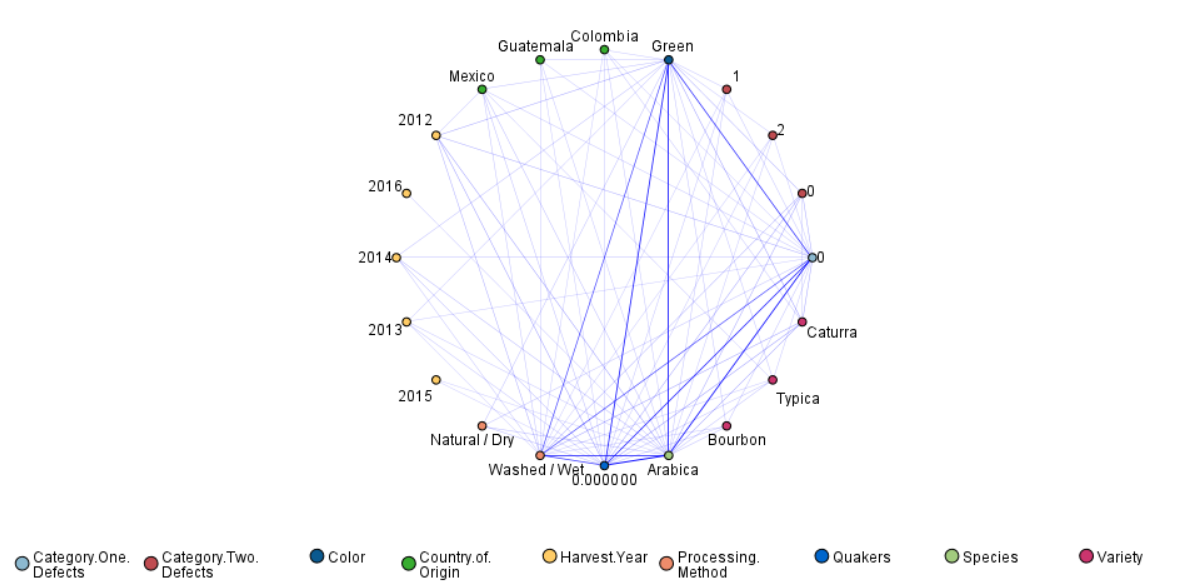 Colombia
Guatemala
Green
Mexico
1
2012
2
2016
0
2014
0
2013
Caturra
2015
Typica
Natural / Dry
Bourbon
Washed / Wet
Arabica
0.000000
Category.One.
Defects
Category.Two.
Defects
Color
Country.of.
Origin
Harvest.Year
Processing.
Method
Quakers
Species
Variety